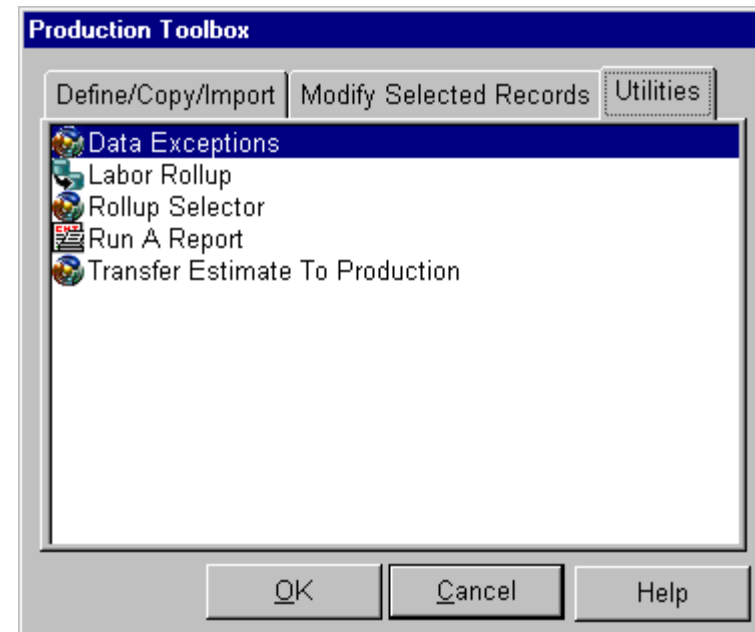 Production Toolbox
Define/Copy/Import Modify Selected Records Utilities
Data Exceptions
Labor Rollup
Rollup Selector
Run A Report
Transfer Estimate To Production
OK Cancel Help